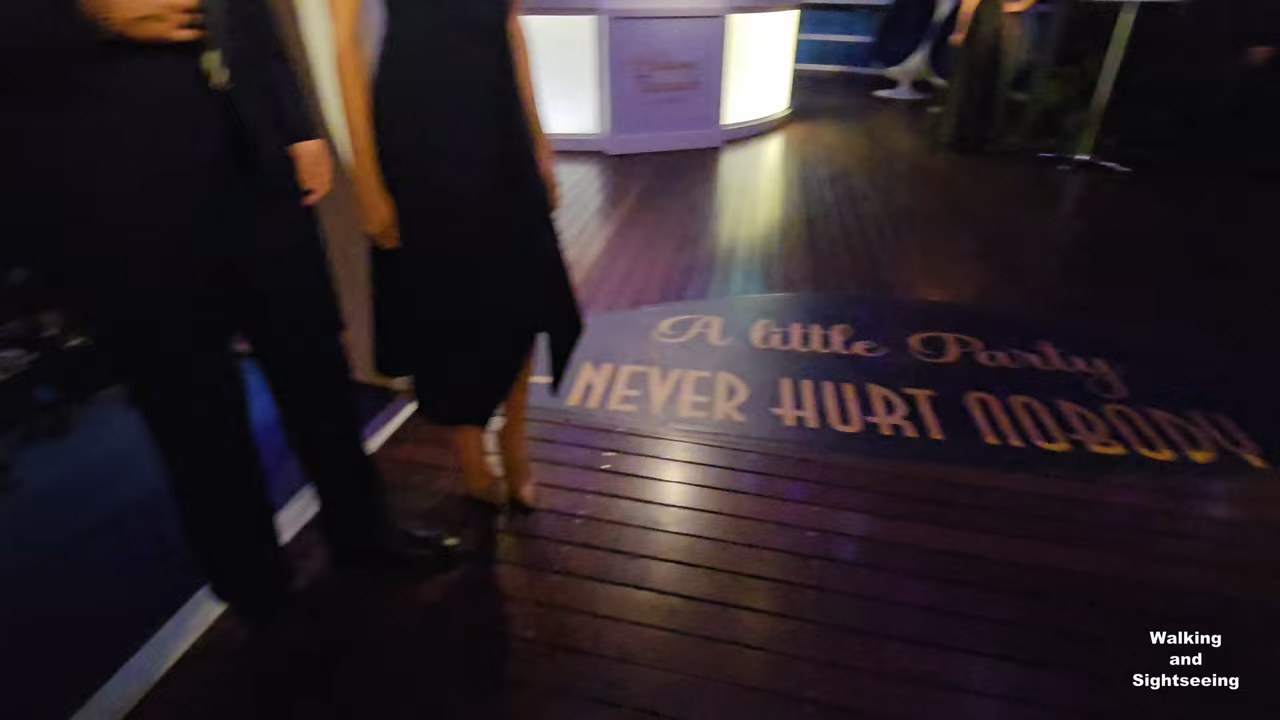 A little Party
NEVER HURT NOBODY
Walking
and
Sightseeing